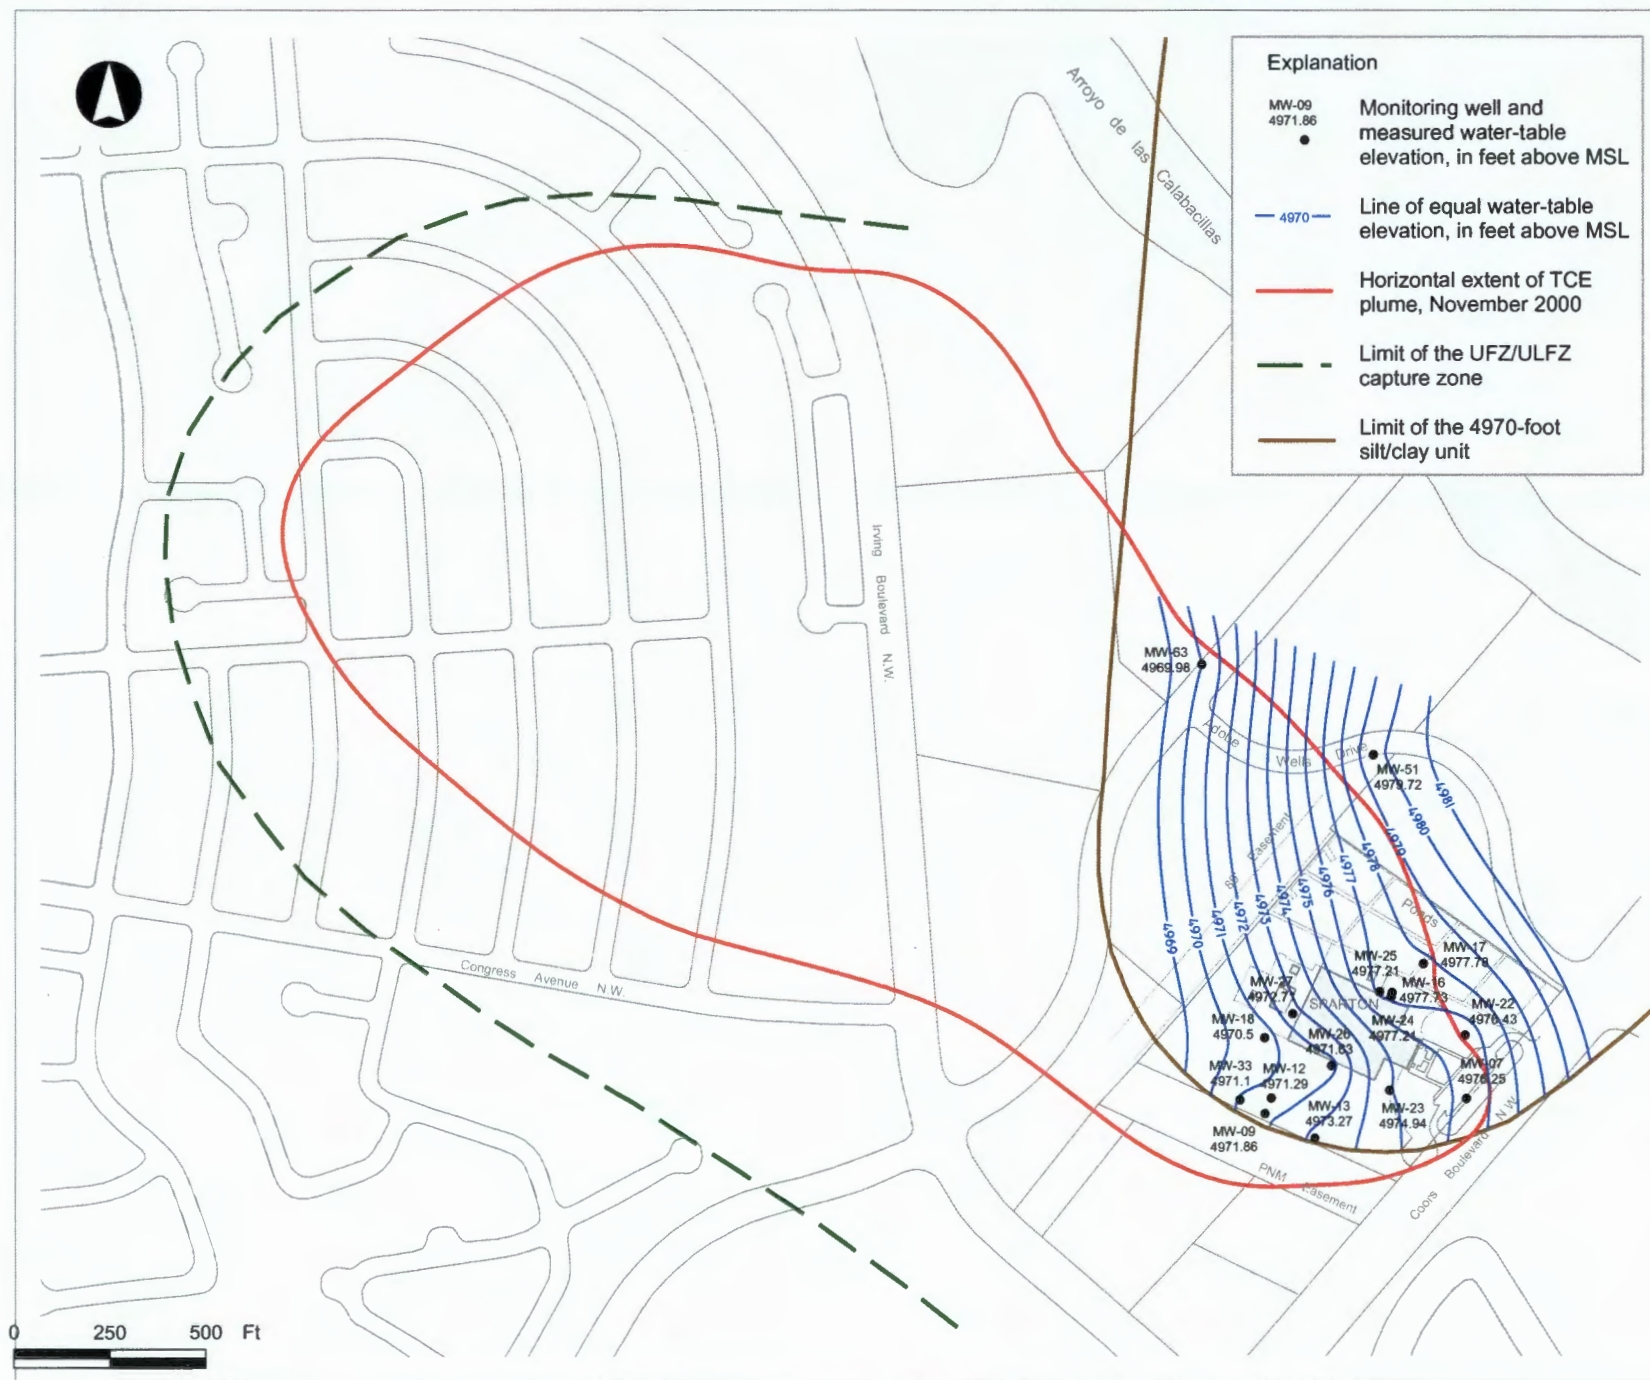 Explanation
MW-09
4971.86
Monitoring well and
measured water-table
elevation, in feet above MSL
4970
Line of equal water-table
elevation, in feet above MSL
Horizontal extent of TCE
plume, November 2000
Limit of the UFZ/ULFZ
capture zone
Limit of the 4970-foot
silt/clay unit
Arroyo de las Calabacillas
Irving Boulevard N.W.
MW-63
4969.98
Adobe Wells Drive
MW-51
4979.72
Easement
4969
4970
4971
4972
4973
4974
4975
4976
4977
4978
4979
4980
4981
Ponds
MW-17
4977.78
MW-25
4977.21
MW-16
4977.73
MW-27
4972.71
SPARTON
MW-22
4976.43
MW-18
4970.5
MW-24
4977.21
MW-26
4971.63
MW-33
4971.1
MW-12
4971.29
MW-07
4976.25
MW-13
4973.27
MW-23
4974.94
MW-09
4971.86
Congress Avenue N.W.
PNM Easement
Coors Boulevard N.W.
0 250 500 Ft